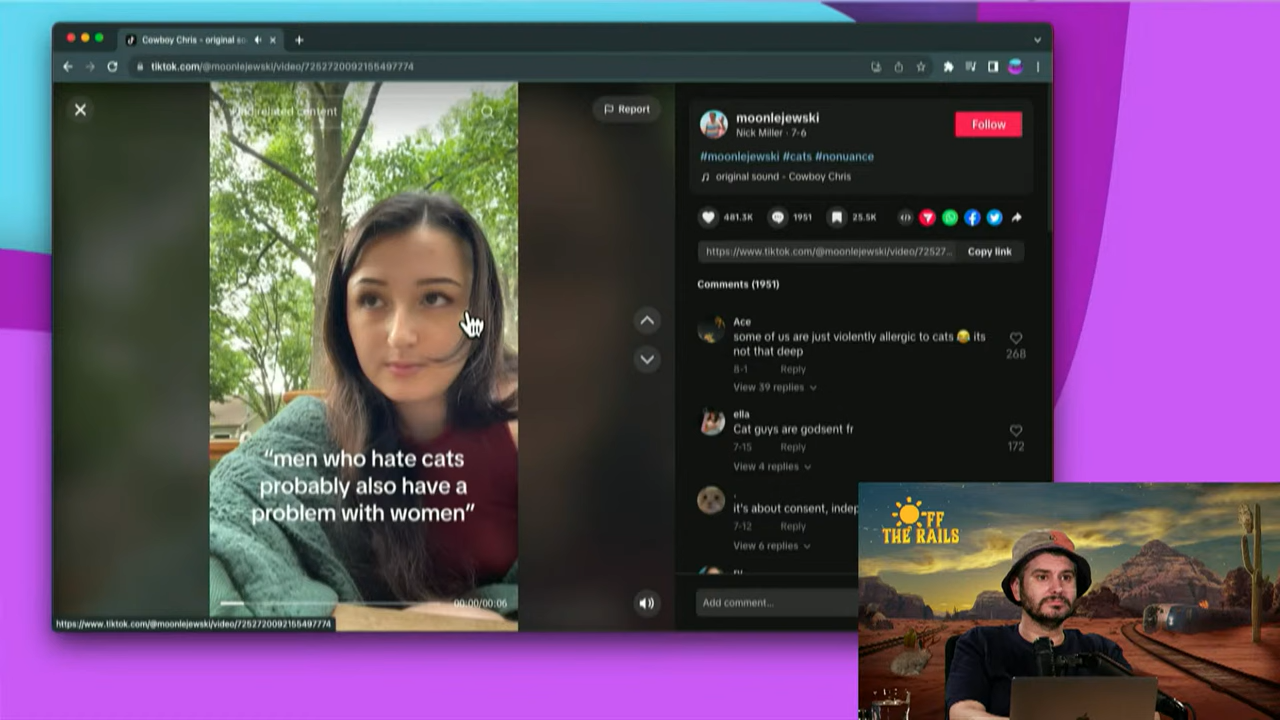 Cowboy Chris - original so
tiktok.com/@moonlejewski/video/7252720092165497774
Find related content
Report
"men who hate cats
probably also have a
problem with women"
00:00/00:06
https://www.tiktok.com/@moonlejewski/video/7252720092165497774
moonlejewski
Nick Miller · 7-6
Follow
#moonlejewski #cats #nonuance
original sound - Cowboy Chris
481.3K
1951
25.5K
https://www.tiktok.com/@moonlejewski/video/72527...
Copy link
Comments (1951)
Ace
some of us are just violently allergic to cats 😂 its
not that deep
268
8-1 Reply
View 39 replies
ella
Cat guys are godsent fr
172
7-15 Reply
View 4 replies
.
it's about consent, indep
7-12 Reply
View 6 replies
Add comment...
OFF
THE RAILS